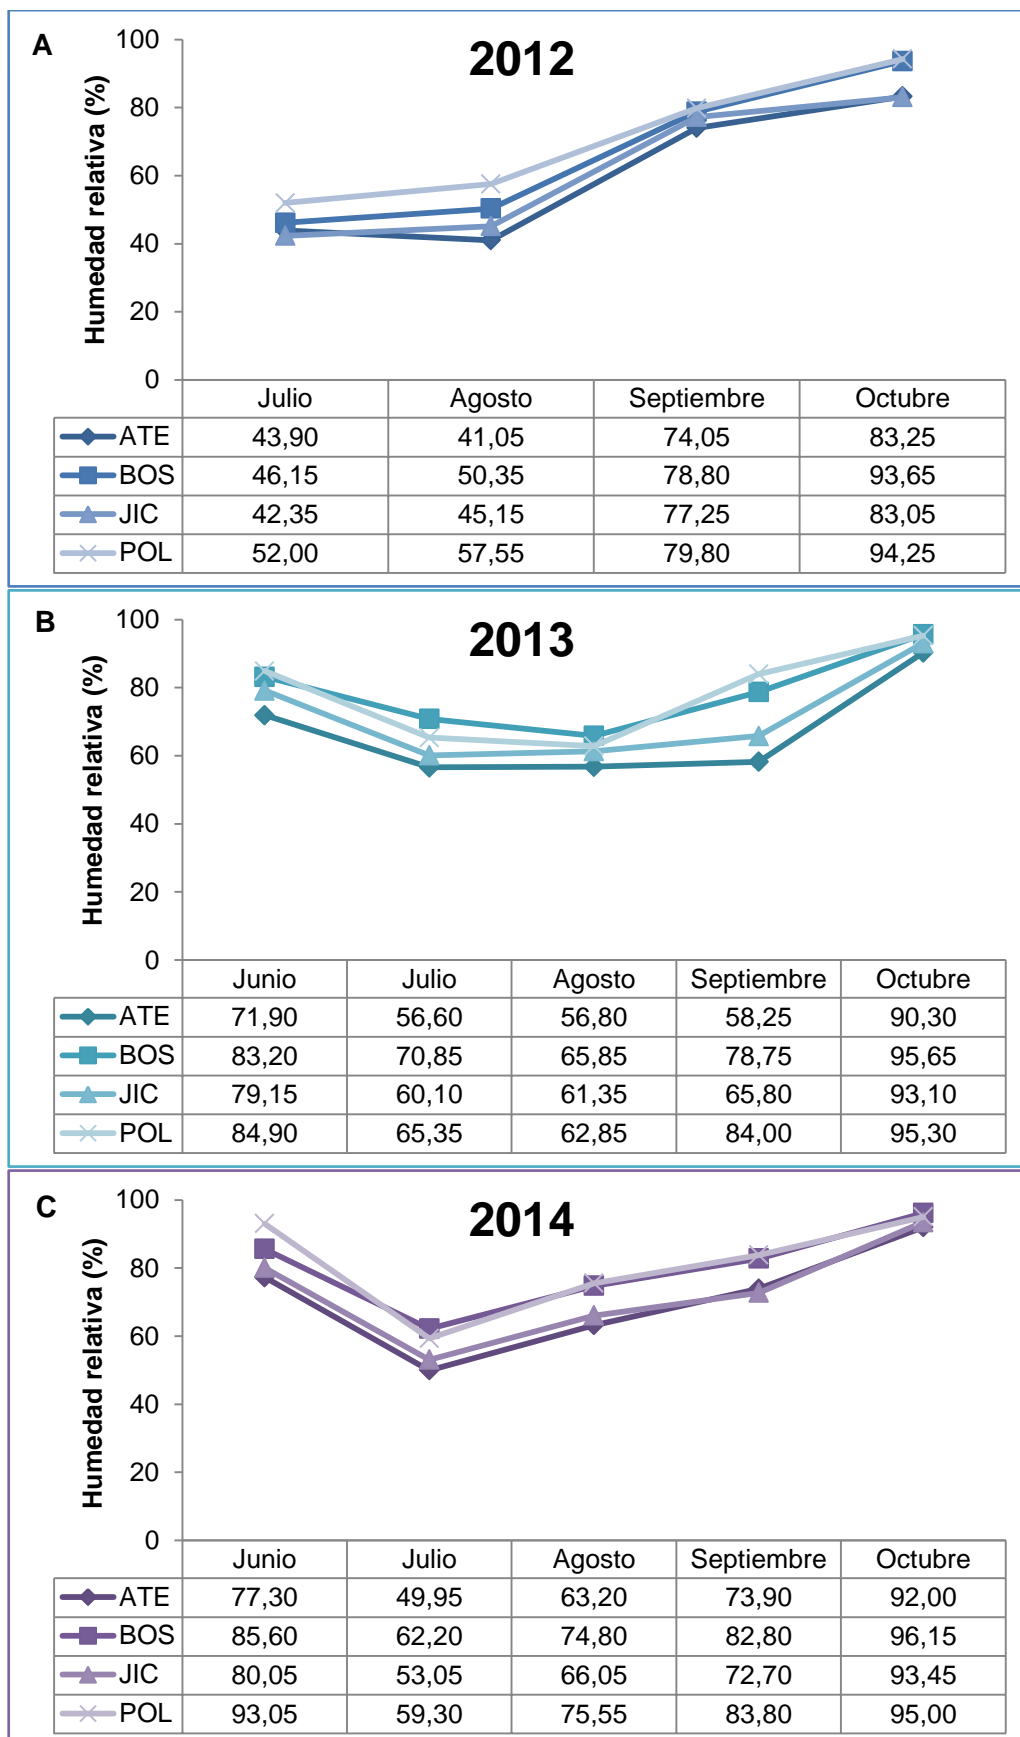 A
2012
Humedad relativa (%)
100
80
60
40
20
0
Julio Agosto Septiembre Octubre
ATE 43,90 41,05 74,05 83,25
BOS 46,15 50,35 78,80 93,65
JIC 42,35 45,15 77,25 83,05
POL 52,00 57,55 79,80 94,25
B
2013
Humedad relativa (%)
100
80
60
40
20
0
Junio Julio Agosto Septiembre Octubre
ATE 71,90 56,60 56,80 58,25 90,30
BOS 83,20 70,85 65,85 78,75 95,65
JIC 79,15 60,10 61,35 65,80 93,10
POL 84,90 65,35 62,85 84,00 95,30
C
2014
Humedad relativa (%)
100
80
60
40
20
0
Junio Julio Agosto Septiembre Octubre
ATE 77,30 49,95 63,20 73,90 92,00
BOS 85,60 62,20 74,80 82,80 96,15
JIC 80,05 53,05 66,05 72,70 93,45
POL 93,05 59,30 75,55 83,80 95,00